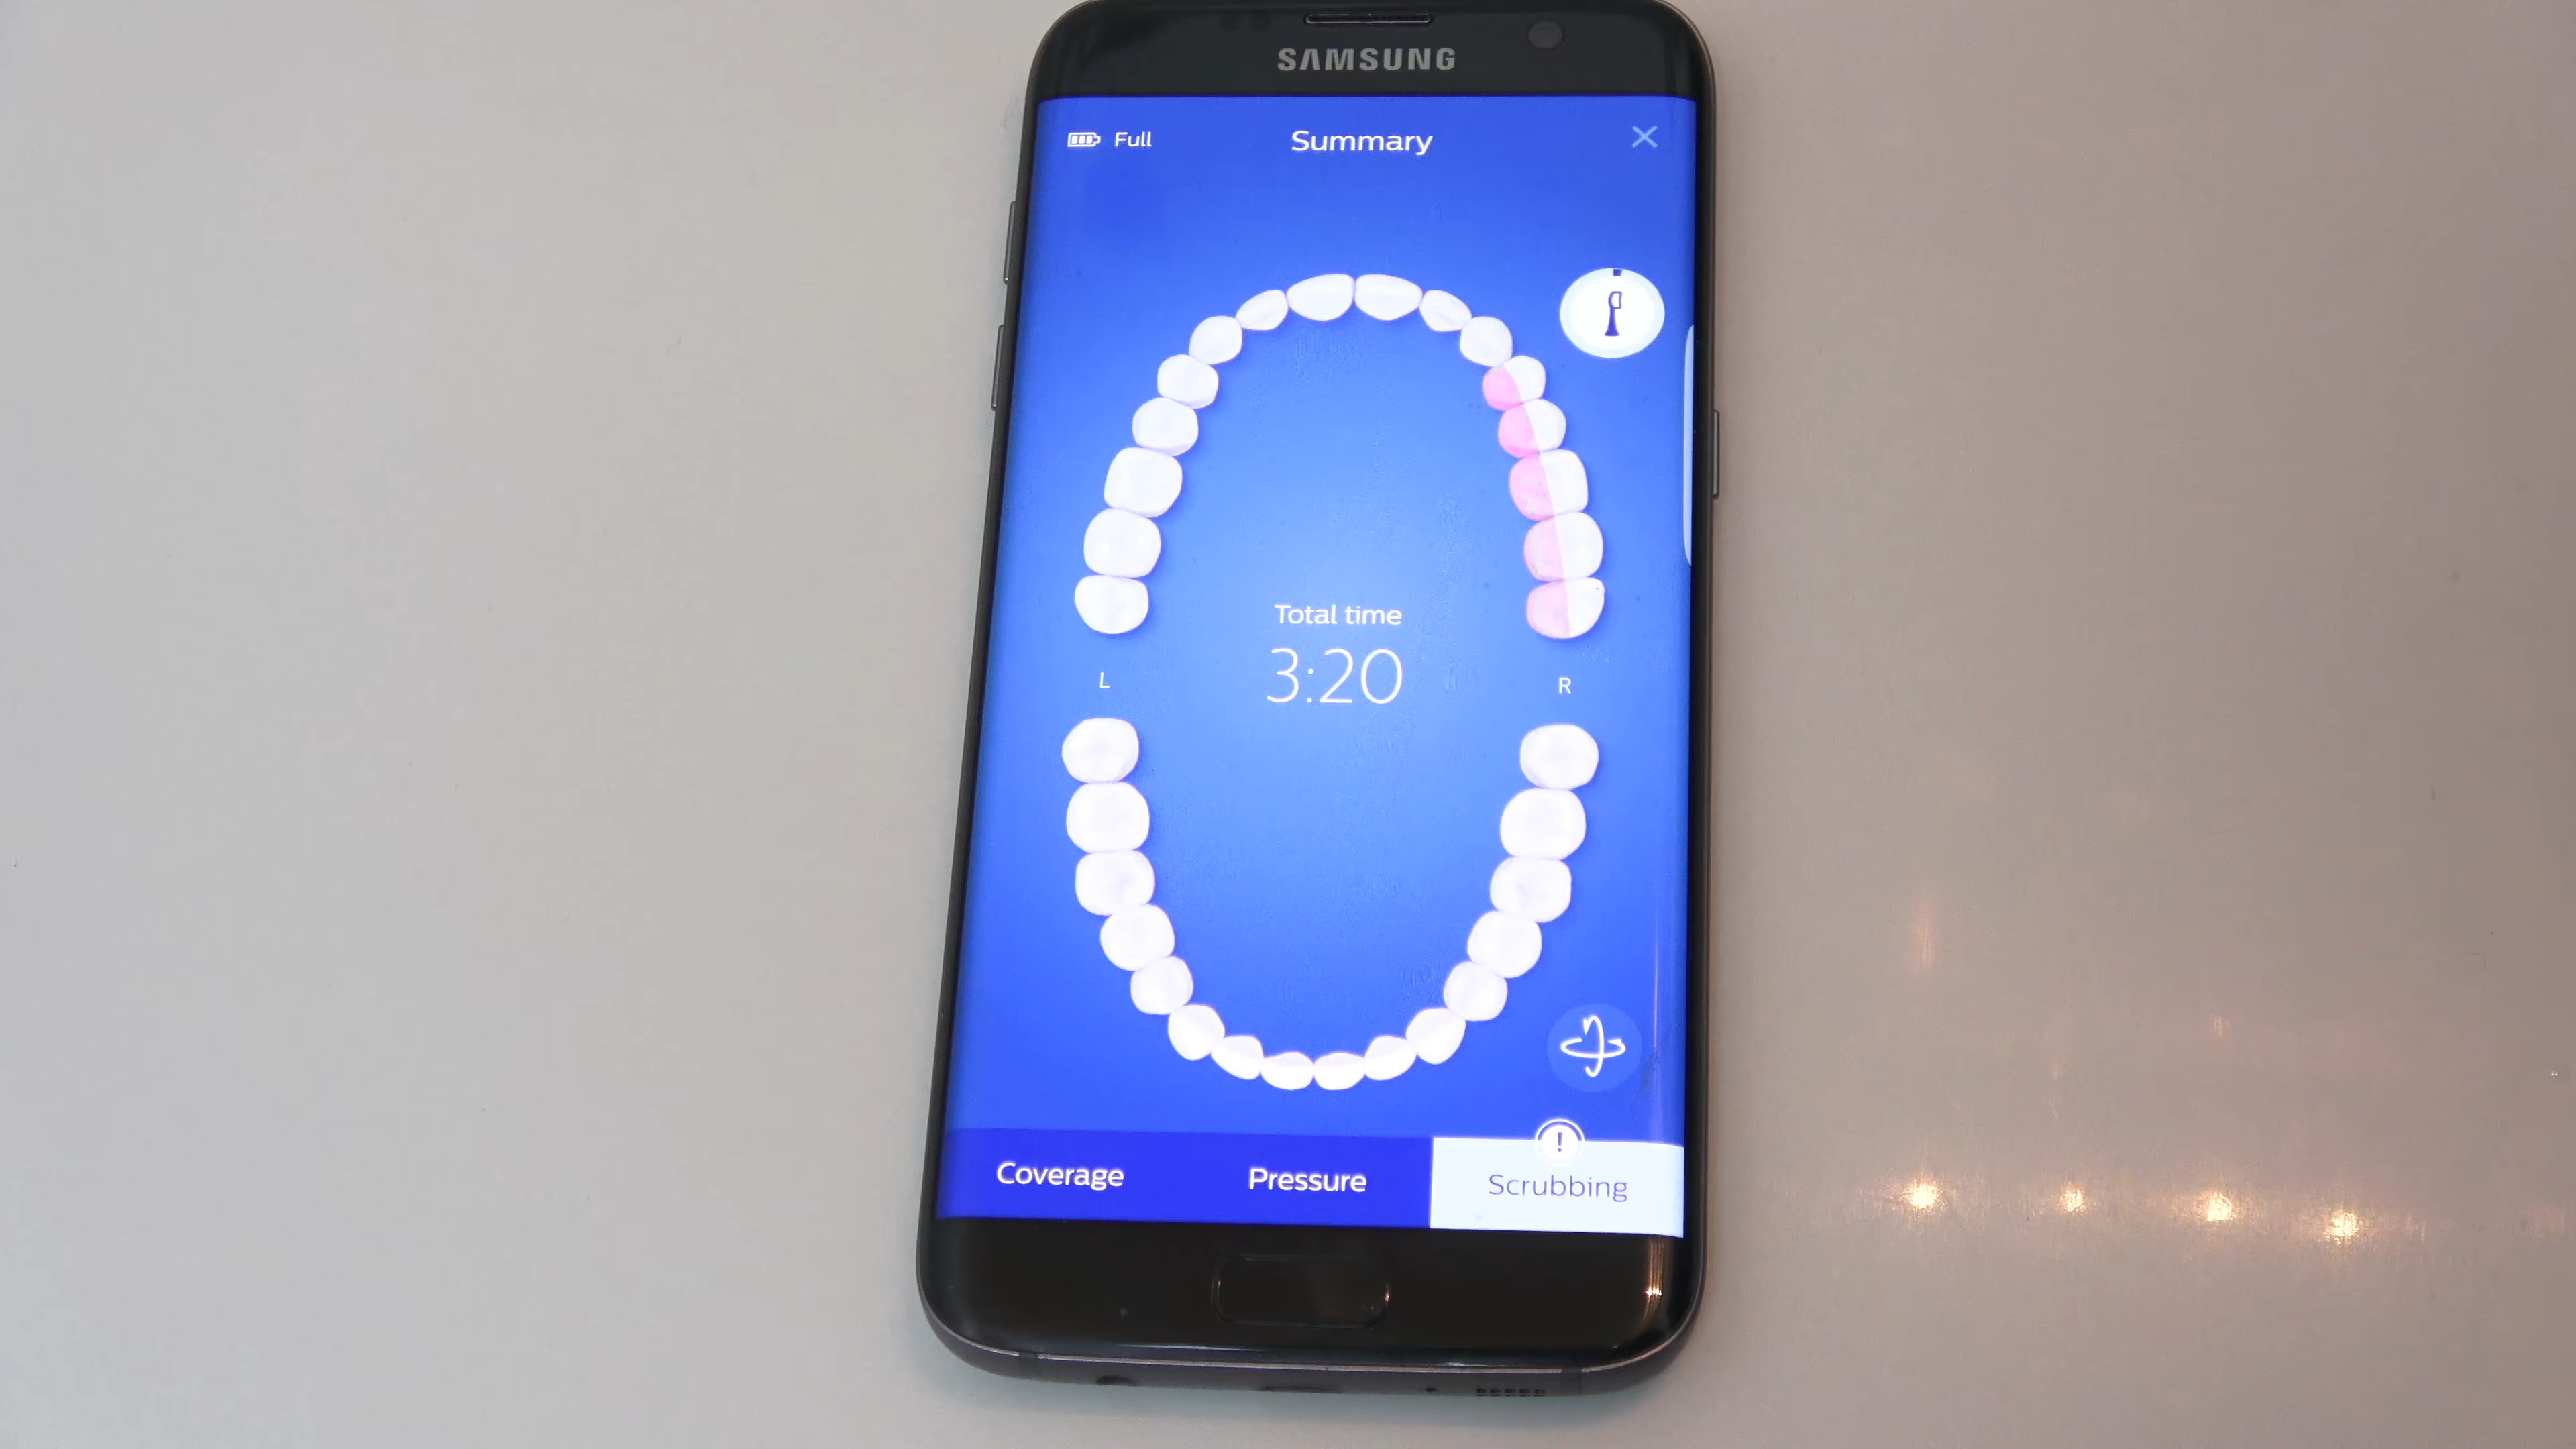 SAMSUNG
Full
Summary
Total time
3:20
L
R
!
Coverage
Pressure
Scrubbing